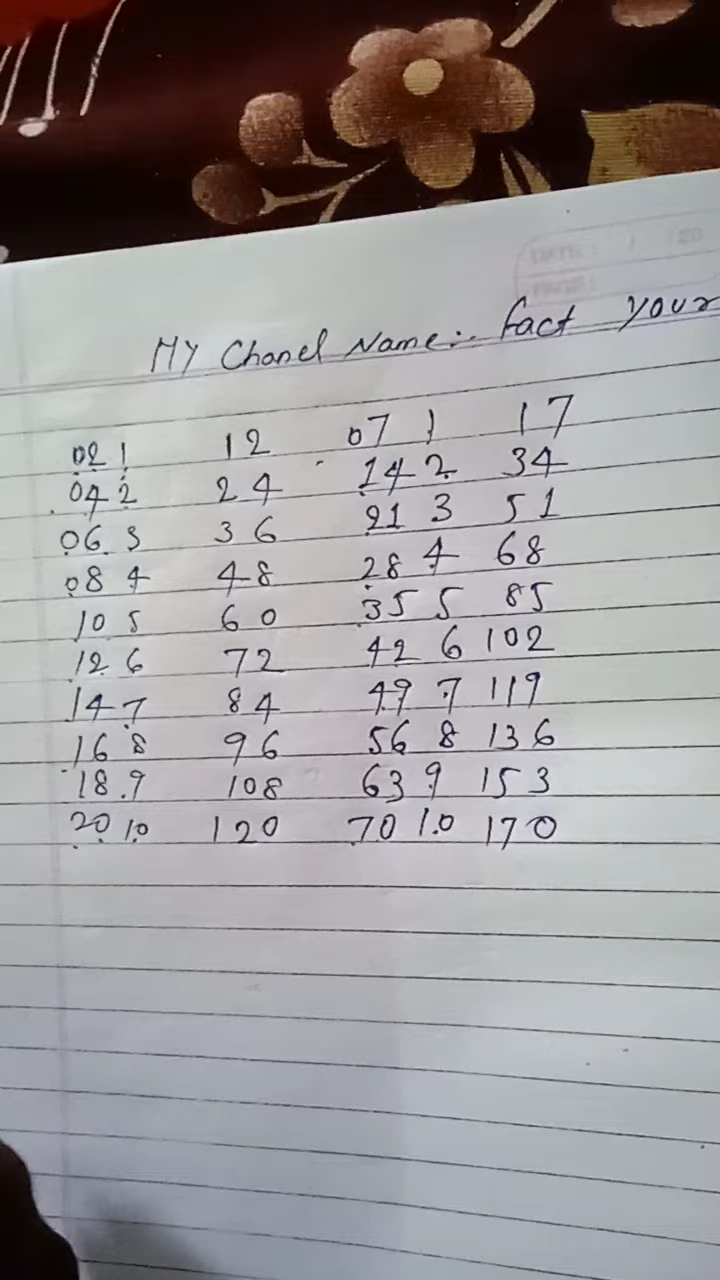 MY Chanel Name:- fact your
02 1 12 07 1 17
04 2 24 14 2 34
06 3 36 21 3 51
08 4 48 28 4 68
10 5 60 35 5 85
12 6 72 42 6 102
14 7 84 49 7 119
16 8 96 56 8 136
18 9 108 63 9 153
20 10 120 70 10 170